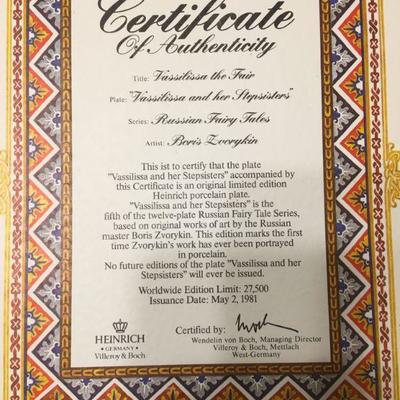 Certificate
Of Authenticity
Title: Vassilissa the Fair
Plate: "Vassilissa and her Stepsisters"
Series: Russian Fairy Tales
Artist: Boris Zvorykin
This ist to certify that the plate
"Vassilissa and her Stepsisters" accompanied by
this Certificate is an original limited edition
Heinrich porcelain plate.
"Vassilissa and her Stepsisters" is the
fifth of the twelve-plate Russian Fairy Tale Series,
based on original works of art by the Russian
master Boris Zvorykin. This edition marks the first
time Zvorykin's work has ever been portrayed
in porcelain.
No future editions of the plate "Vassilissa and her
Stepsisters" will ever be issued.
Worldwide Edition Limit: 27,500
Issuance Date: May 2, 1981
HEINRICH
• GERMANY •
Villeroy & Boch
Certified by:
Wendelin von Boch, Managing Director
Villeroy & Boch, Mettlach
West-Germany